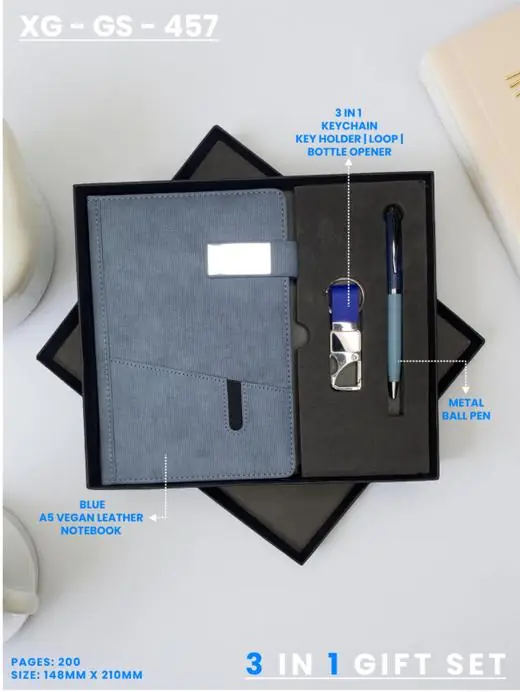 XG - GS - 457
3 IN 1
KEYCHAIN
KEY HOLDER | LOOP |
BOTTLE OPENER
METAL
BALL PEN
BLUE
A5 VEGAN LEATHER
NOTEBOOK
PAGES: 200
SIZE: 148MM X 210MM
3 IN 1 GIFT SET